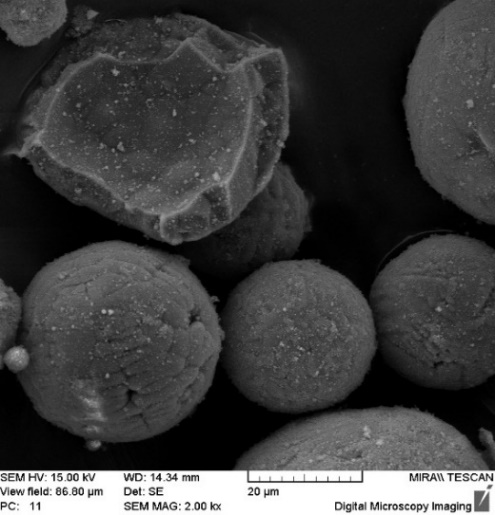 SEM HV: 15.00 kV WD: 14.34 mm MIRA\\ TESCAN
View field: 86.80 µm Det: SE 20 µm
PC: 11 SEM MAG: 2.00 kx Digital Microscopy Imaging